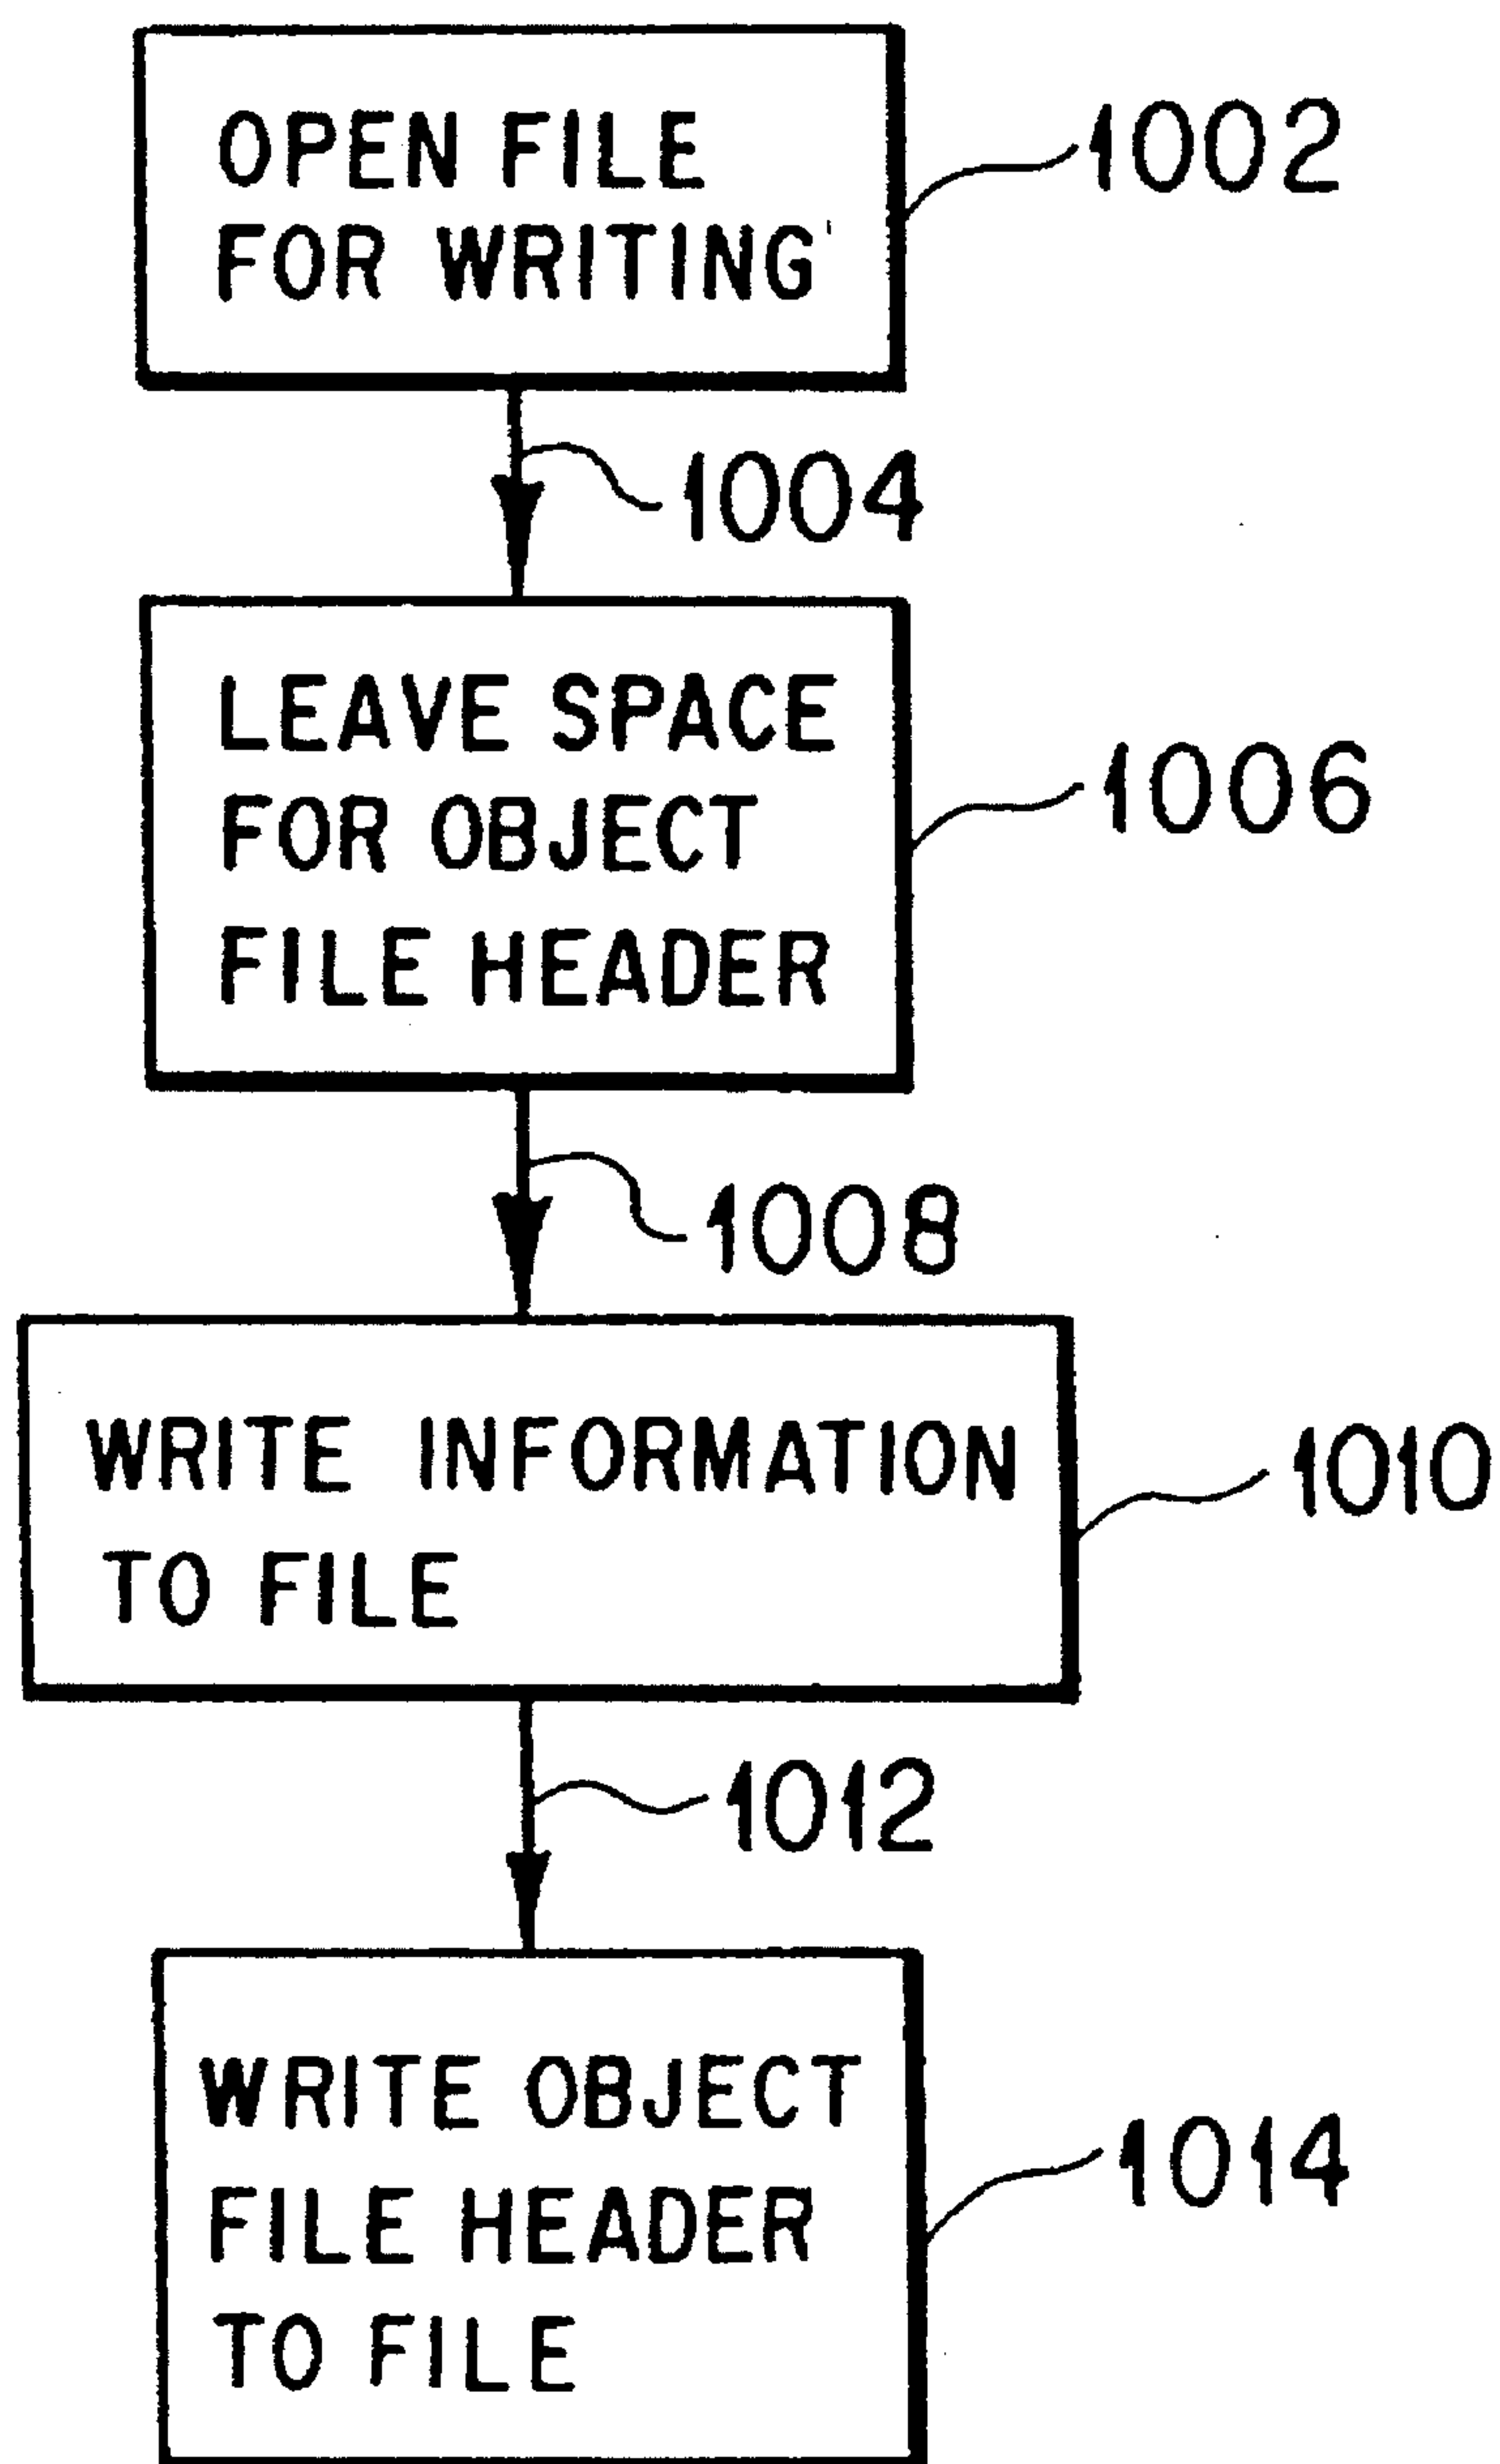 OPEN FILE
FOR WRITING
1002
1004
LEAVE SPACE
FOR OBJECT
FILE HEADER
1006
1008
WRITE INFORMATION
TO FILE
1010
1012
WRITE OBJECT
FILE HEADER
TO FILE
1014